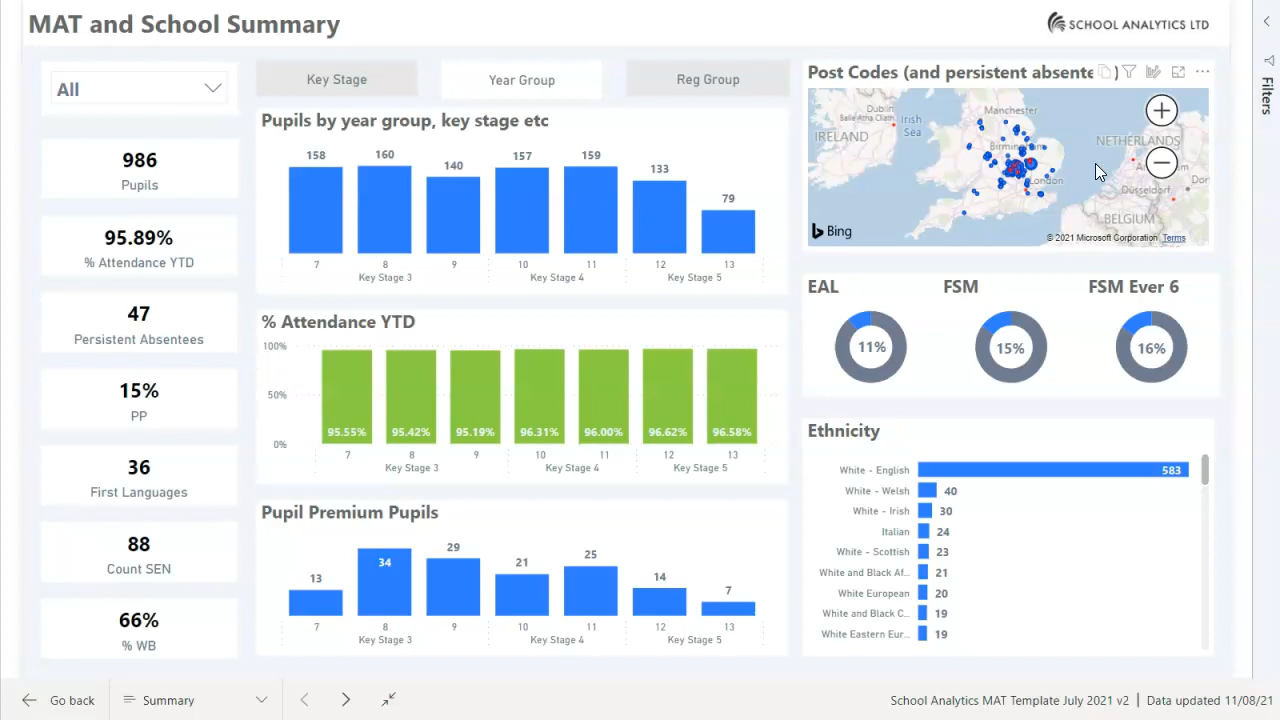 MAT and School Summary
SCHOOL ANALYTICS LTD
All
986
Pupils
95.89%
% Attendance YTD
47
Persistent Absentees
15%
PP
36
First Languages
88
Count SEN
66%
% WB
Key Stage
Year Group
Reg Group
Pupils by year group, key stage etc
158 160 140 157 159 133 79
7 8 9 10 11 12 13
Key Stage 3 Key Stage 4 Key Stage 5
% Attendance YTD
100%
50%
0%
95.55% 95.42% 95.19% 96.31% 96.00% 96.62% 96.58%
7 8 9 10 11 12 13
Key Stage 3 Key Stage 4 Key Stage 5
Pupil Premium Pupils
13 34 29 21 25 14 7
7 8 9 10 11 12 13
Key Stage 3 Key Stage 4 Key Stage 5
Post Codes (and persistent absente )
Dublin
Baile Átha Cliath
IRELAND
Irish
Sea
Manchester
Birmingham
London
NETHERLANDS
Düsseldorf
Dor
BELGIUM
Bing
© 2021 Microsoft Corporation Terms
EAL FSM FSM Ever 6
11% 15% 16%
Ethnicity
White - English 583
White - Welsh 40
White - Irish 30
Italian 24
White - Scottish 23
White and Black Af... 21
White European 20
White and Black C... 19
White Eastern Eur... 19
Filters
Go back
Summary
School Analytics MAT Template July 2021 v2 | Data updated 11/08/21